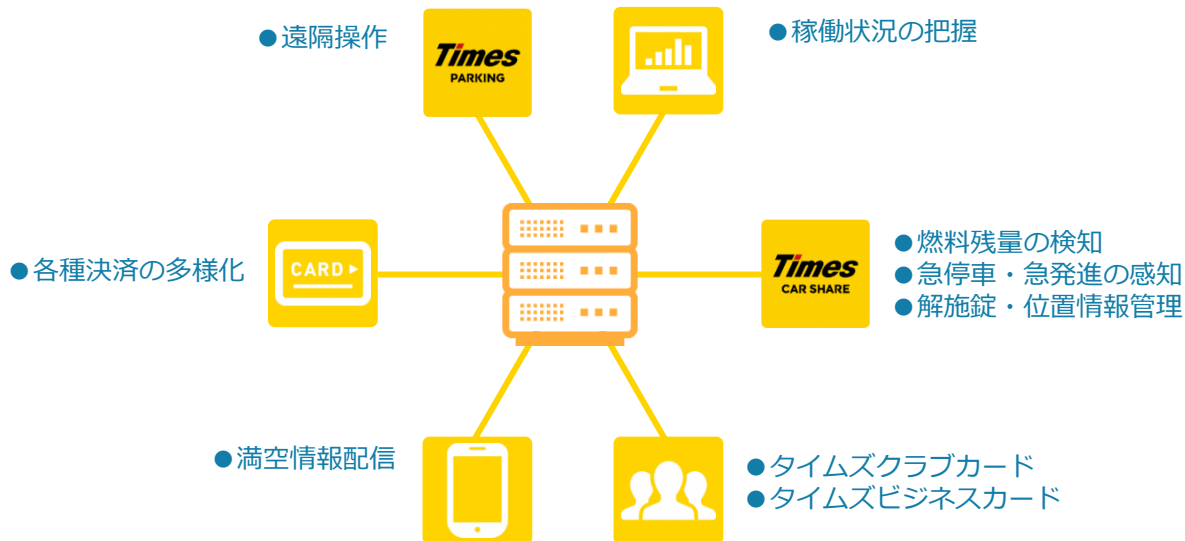 ●遠隔操作
Times
PARKING
●稼働状況の把握
●各種決済の多様化
CARD▶
Times
CAR SHARE
●燃料残量の検知
●急停車・急発進の感知
●解施錠・位置情報管理
●満空情報配信
●タイムズクラブカード
●タイムズビジネスカード